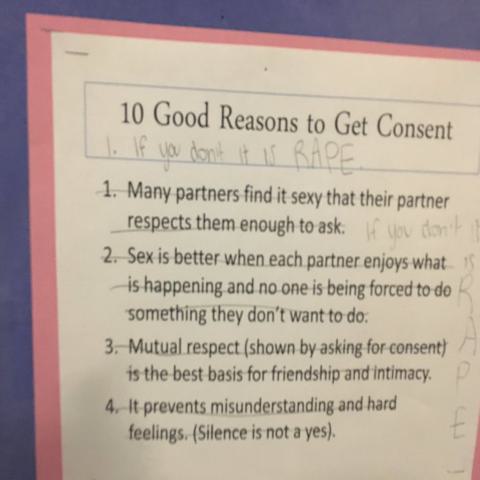 10 Good Reasons to Get Consent
1. If you don't it is RAPE.
1. Many partners find it sexy that their partner
respects them enough to ask.
If you don't it
is
RAPE
2. Sex is better when each partner enjoys what
is happening and no one is being forced to do
something they don't want to do.
3. Mutual respect (shown by asking for consent)
is the best basis for friendship and intimacy.
4. It prevents misunderstanding and hard
feelings. (Silence is not a yes).